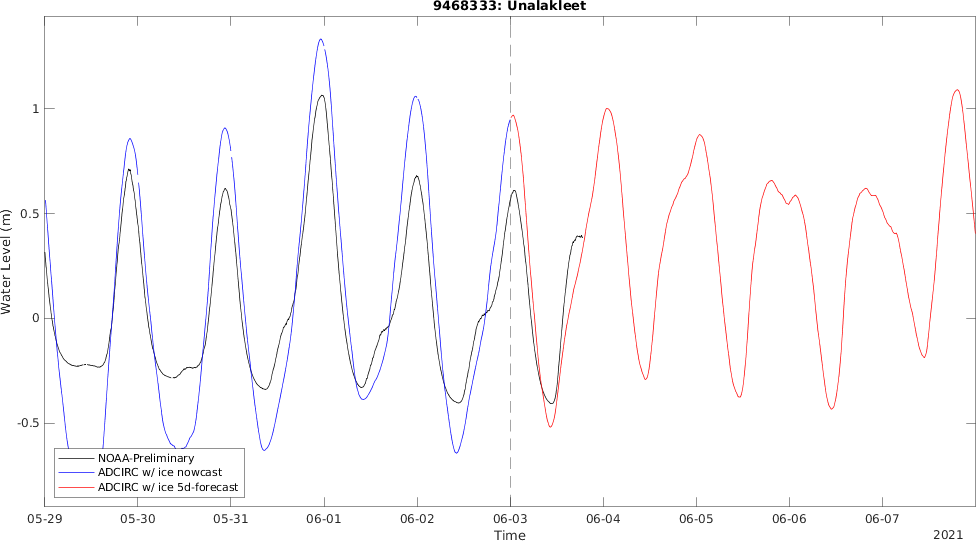 9468333: Unalakleet
Water Level (m)
1
0.5
0
-0.5
NOAA-Preliminary
ADCIRC w/ ice nowcast
ADCIRC w/ ice 5d-forecast
05-29 05-30 05-31 06-01 06-02 06-03 06-04 06-05 06-06 06-07
Time
2021